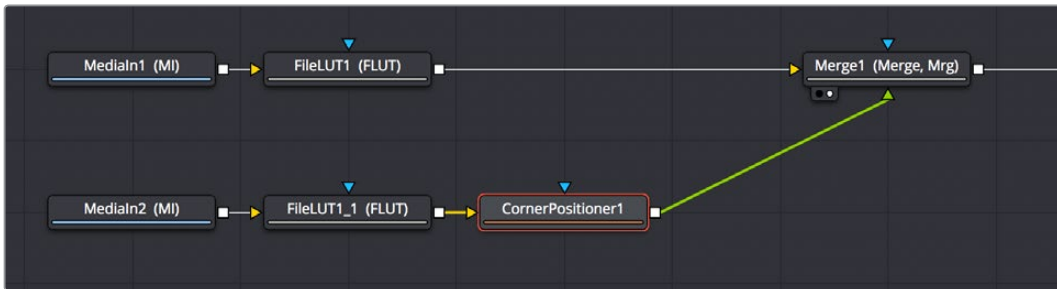 MediaIn1 (MI)
FileLUT1 (FLUT)
Merge1 (Merge, Mrg)
MediaIn2 (MI)
FileLUT1_1 (FLUT)
CornerPositioner1